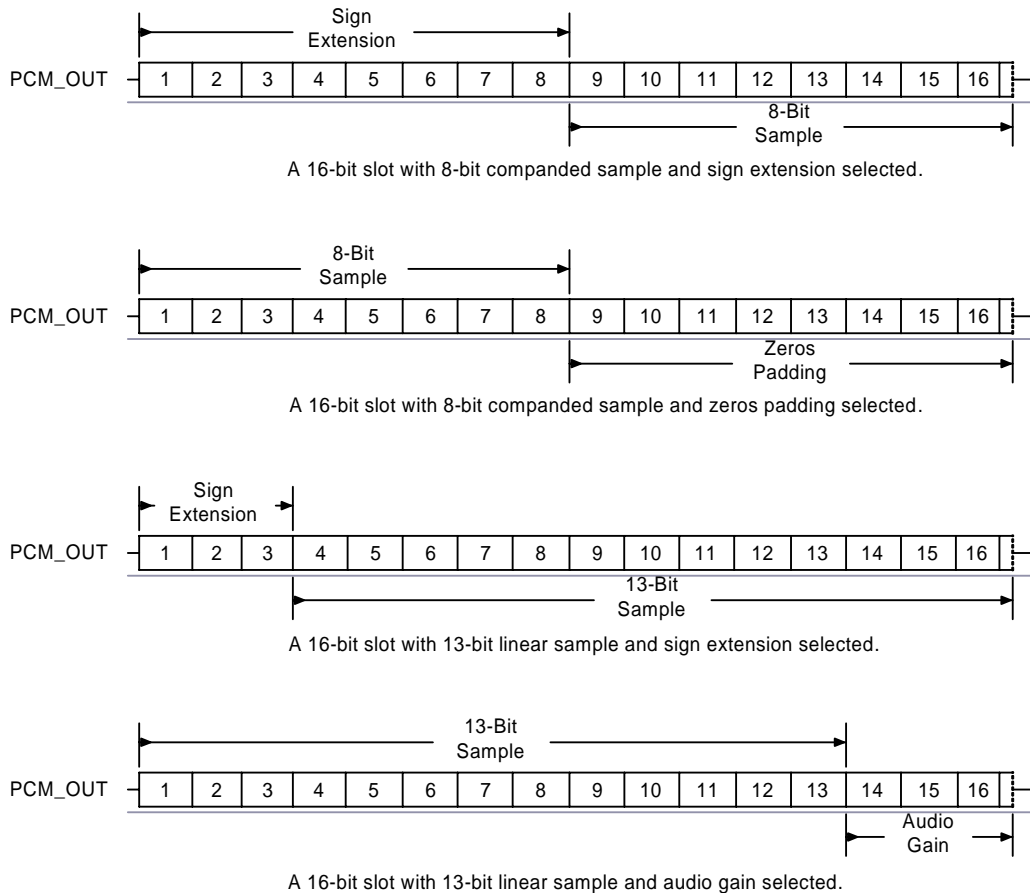 Sign
Extension
PCM_OUT 1 2 3 4 5 6 7 8 9 10 11 12 13 14 15 16
8-Bit
Sample
A 16-bit slot with 8-bit companded sample and sign extension selected.
8-Bit
Sample
PCM_OUT 1 2 3 4 5 6 7 8 9 10 11 12 13 14 15 16
Zeros
Padding
A 16-bit slot with 8-bit companded sample and zeros padding selected.
Sign
Extension
PCM_OUT 1 2 3 4 5 6 7 8 9 10 11 12 13 14 15 16
13-Bit
Sample
A 16-bit slot with 13-bit linear sample and sign extension selected.
13-Bit
Sample
PCM_OUT 1 2 3 4 5 6 7 8 9 10 11 12 13 14 15 16
Audio
Gain
A 16-bit slot with 13-bit linear sample and audio gain selected.